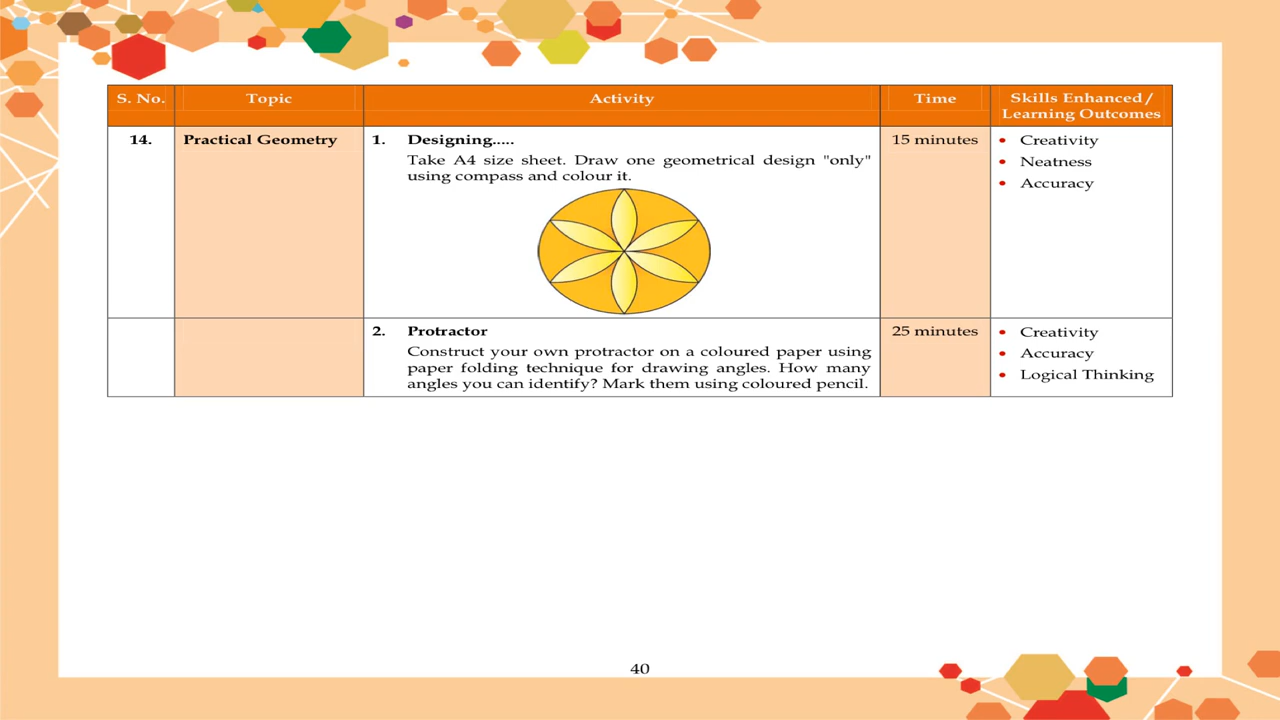 S. No.
Topic
Activity
Time
Skills Enhanced /
Learning Outcomes
14.
Practical Geometry
1. Designing.....
Take A4 size sheet. Draw one geometrical design "only"
using compass and colour it.
15 minutes
• Creativity
• Neatness
• Accuracy
2. Protractor
Construct your own protractor on a coloured paper using
paper folding technique for drawing angles. How many
angles you can identify? Mark them using coloured pencil.
25 minutes
• Creativity
• Accuracy
• Logical Thinking
40